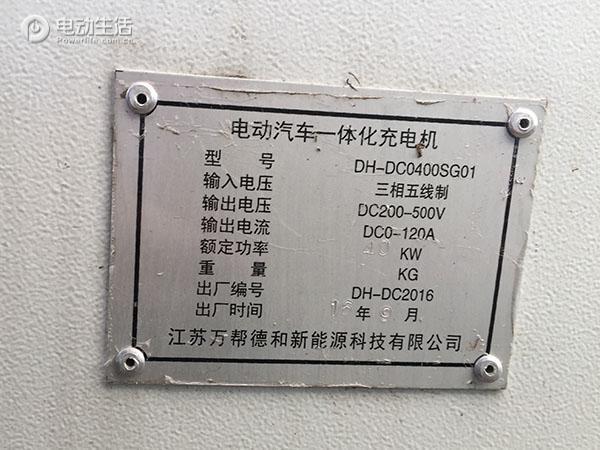 电动生活
Powerlife.com.cn
电动汽车一体化充电机
型 号 DH-DC0400SG01
输入电压 三相五线制
输出电压 DC200-500V
输出电流 DC0-120A
额定功率 40 KW
重 量 KG
出厂编号 DH-DC2016
出厂时间 16 年 9 月
江苏万帮德和新能源科技有限公司